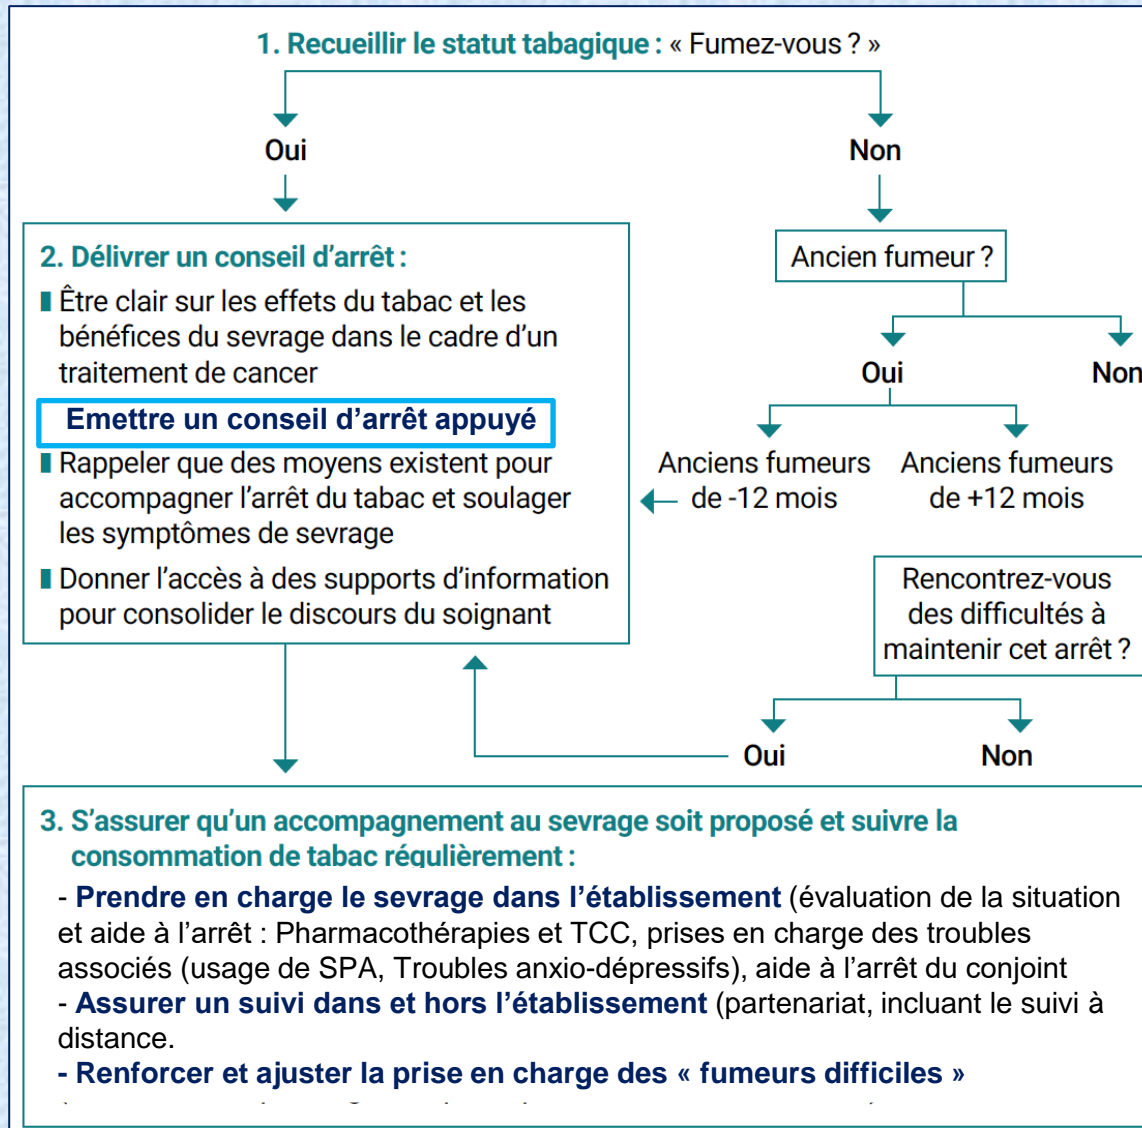 1. Recueillir le statut tabagique : « Fumez-vous ? »
Oui
Non
2. Délivrer un conseil d’arrêt :
Être clair sur les effets du tabac et les
bénéfices du sevrage dans le cadre d’un
traitement de cancer
Emettre un conseil d’arrêt appuyé
Rappeler que des moyens existent pour
accompagner l’arrêt du tabac et soulager
les symptômes de sevrage
Donner l’accès à des supports d’information
pour consolider le discours du soignant
Ancien fumeur ?
Oui
Non
Anciens fumeurs
de -12 mois
Anciens fumeurs
de +12 mois
Rencontrez-vous
des difficultés à
maintenir cet arrêt ?
Oui
Non
3. S’assurer qu’un accompagnement au sevrage soit proposé et suivre la
consommation de tabac régulièrement :
- Prendre en charge le sevrage dans l’établissement (évaluation de la situation
et aide à l’arrêt : Pharmacothérapies et TCC, prises en charge des troubles
associés (usage de SPA, Troubles anxio-dépressifs), aide à l’arrêt du conjoint
- Assurer un suivi dans et hors l’établissement (partenariat, incluant le suivi à
distance.
- Renforcer et ajuster la prise en charge des « fumeurs difficiles »